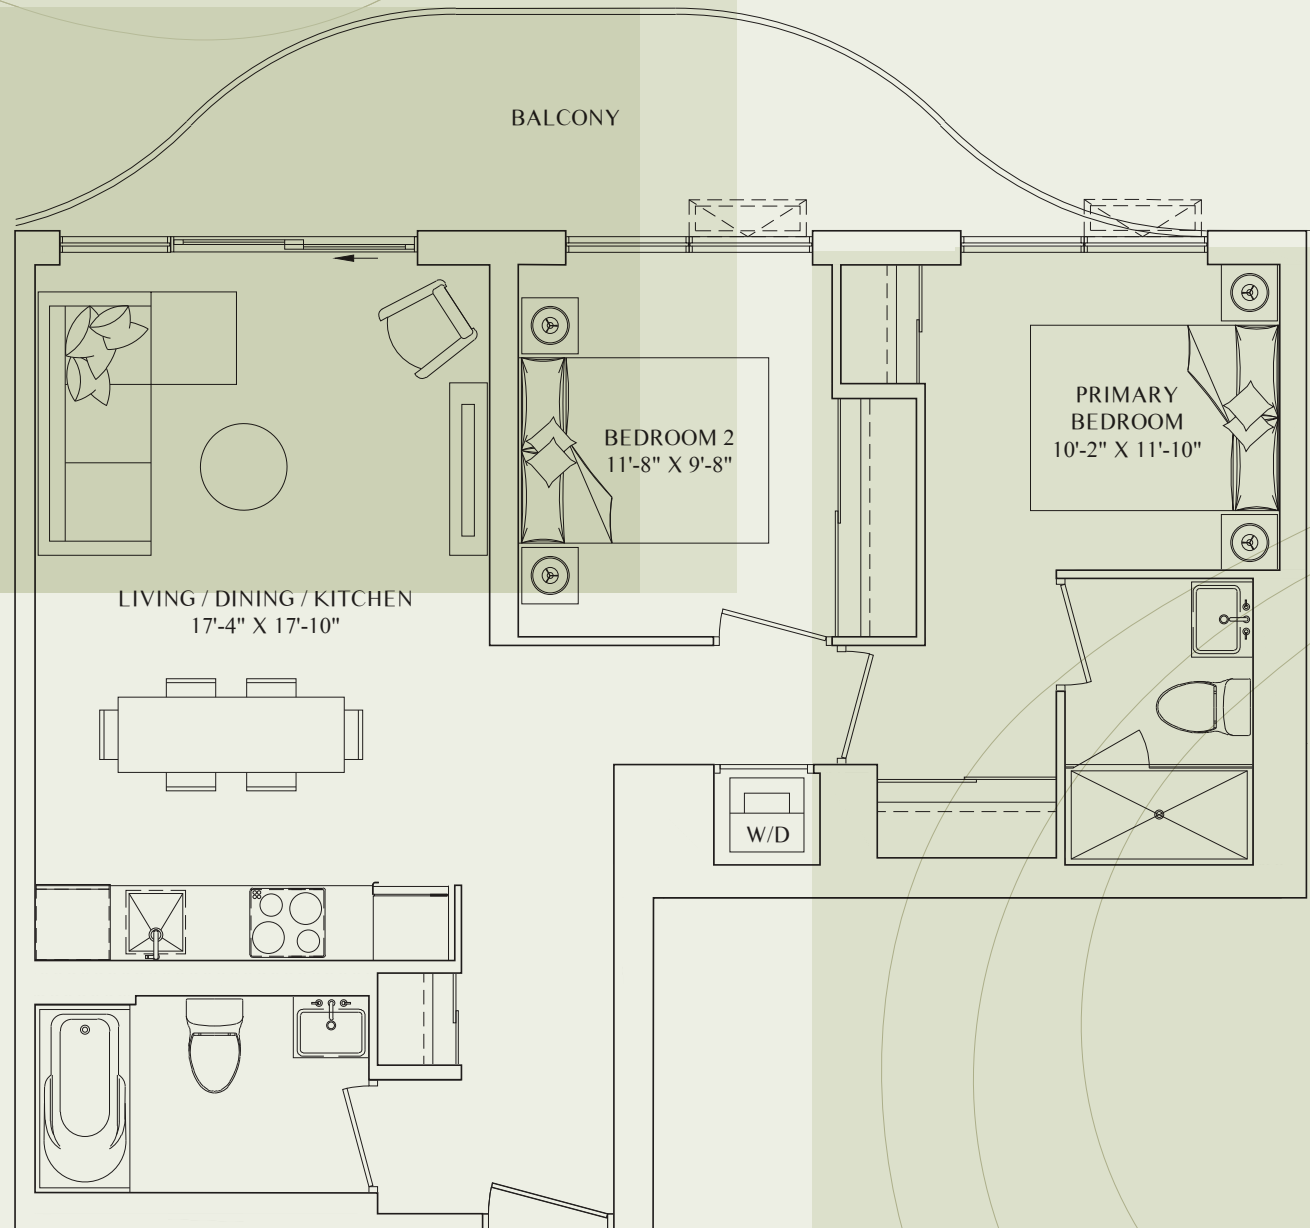 BALCONY
PRIMARY
BEDROOM
10'-2" X 11'-10"
BEDROOM 2
11'-8" X 9'-8"
LIVING / DINING / KITCHEN
17'-4" X 17'-10"
W/D